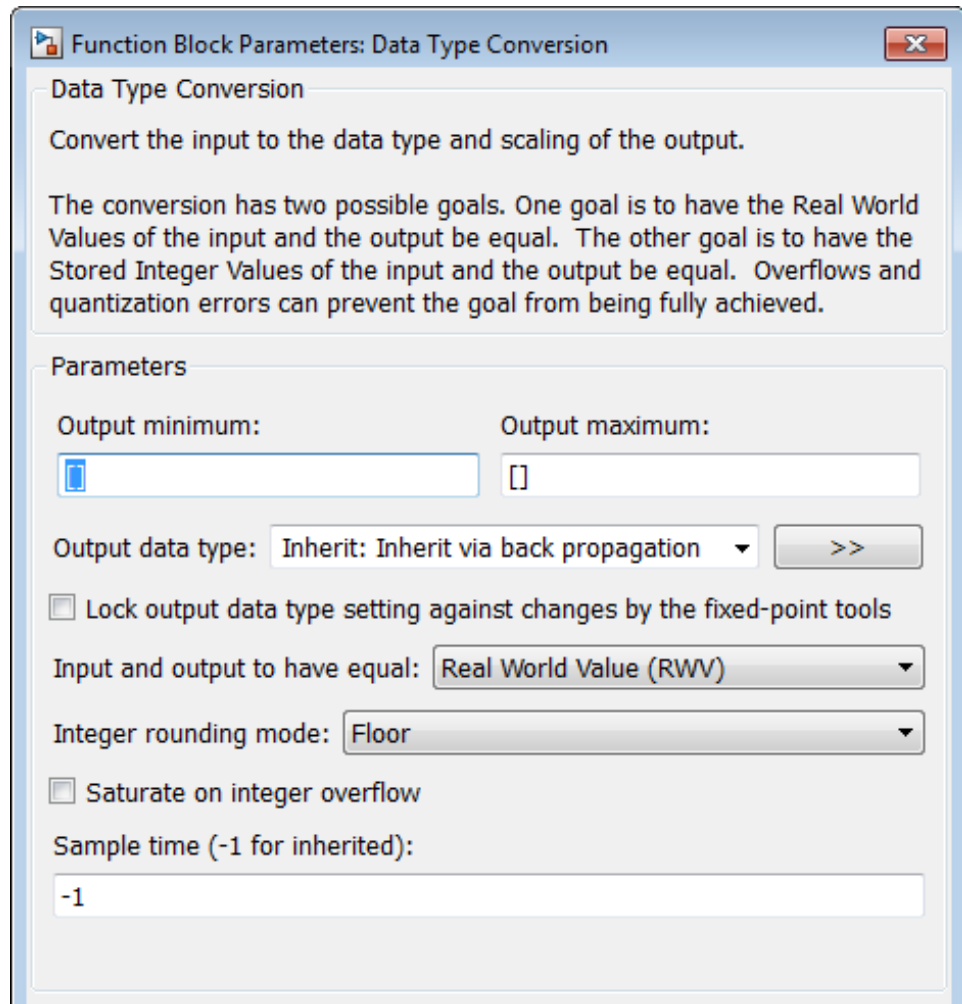 Function Block Parameters: Data Type Conversion
Data Type Conversion
Convert the input to the data type and scaling of the output.
The conversion has two possible goals. One goal is to have the Real World
Values of the input and the output be equal.  The other goal is to have the
Stored Integer Values of the input and the output be equal.  Overflows and
quantization errors can prevent the goal from being fully achieved.
Parameters
Output minimum: Output maximum:
[] []
Output data type: Inherit: Inherit via back propagation >>
Lock output data type setting against changes by the fixed-point tools
Input and output to have equal: Real World Value (RWV)
Integer rounding mode: Floor
Saturate on integer overflow
Sample time (-1 for inherited):
-1